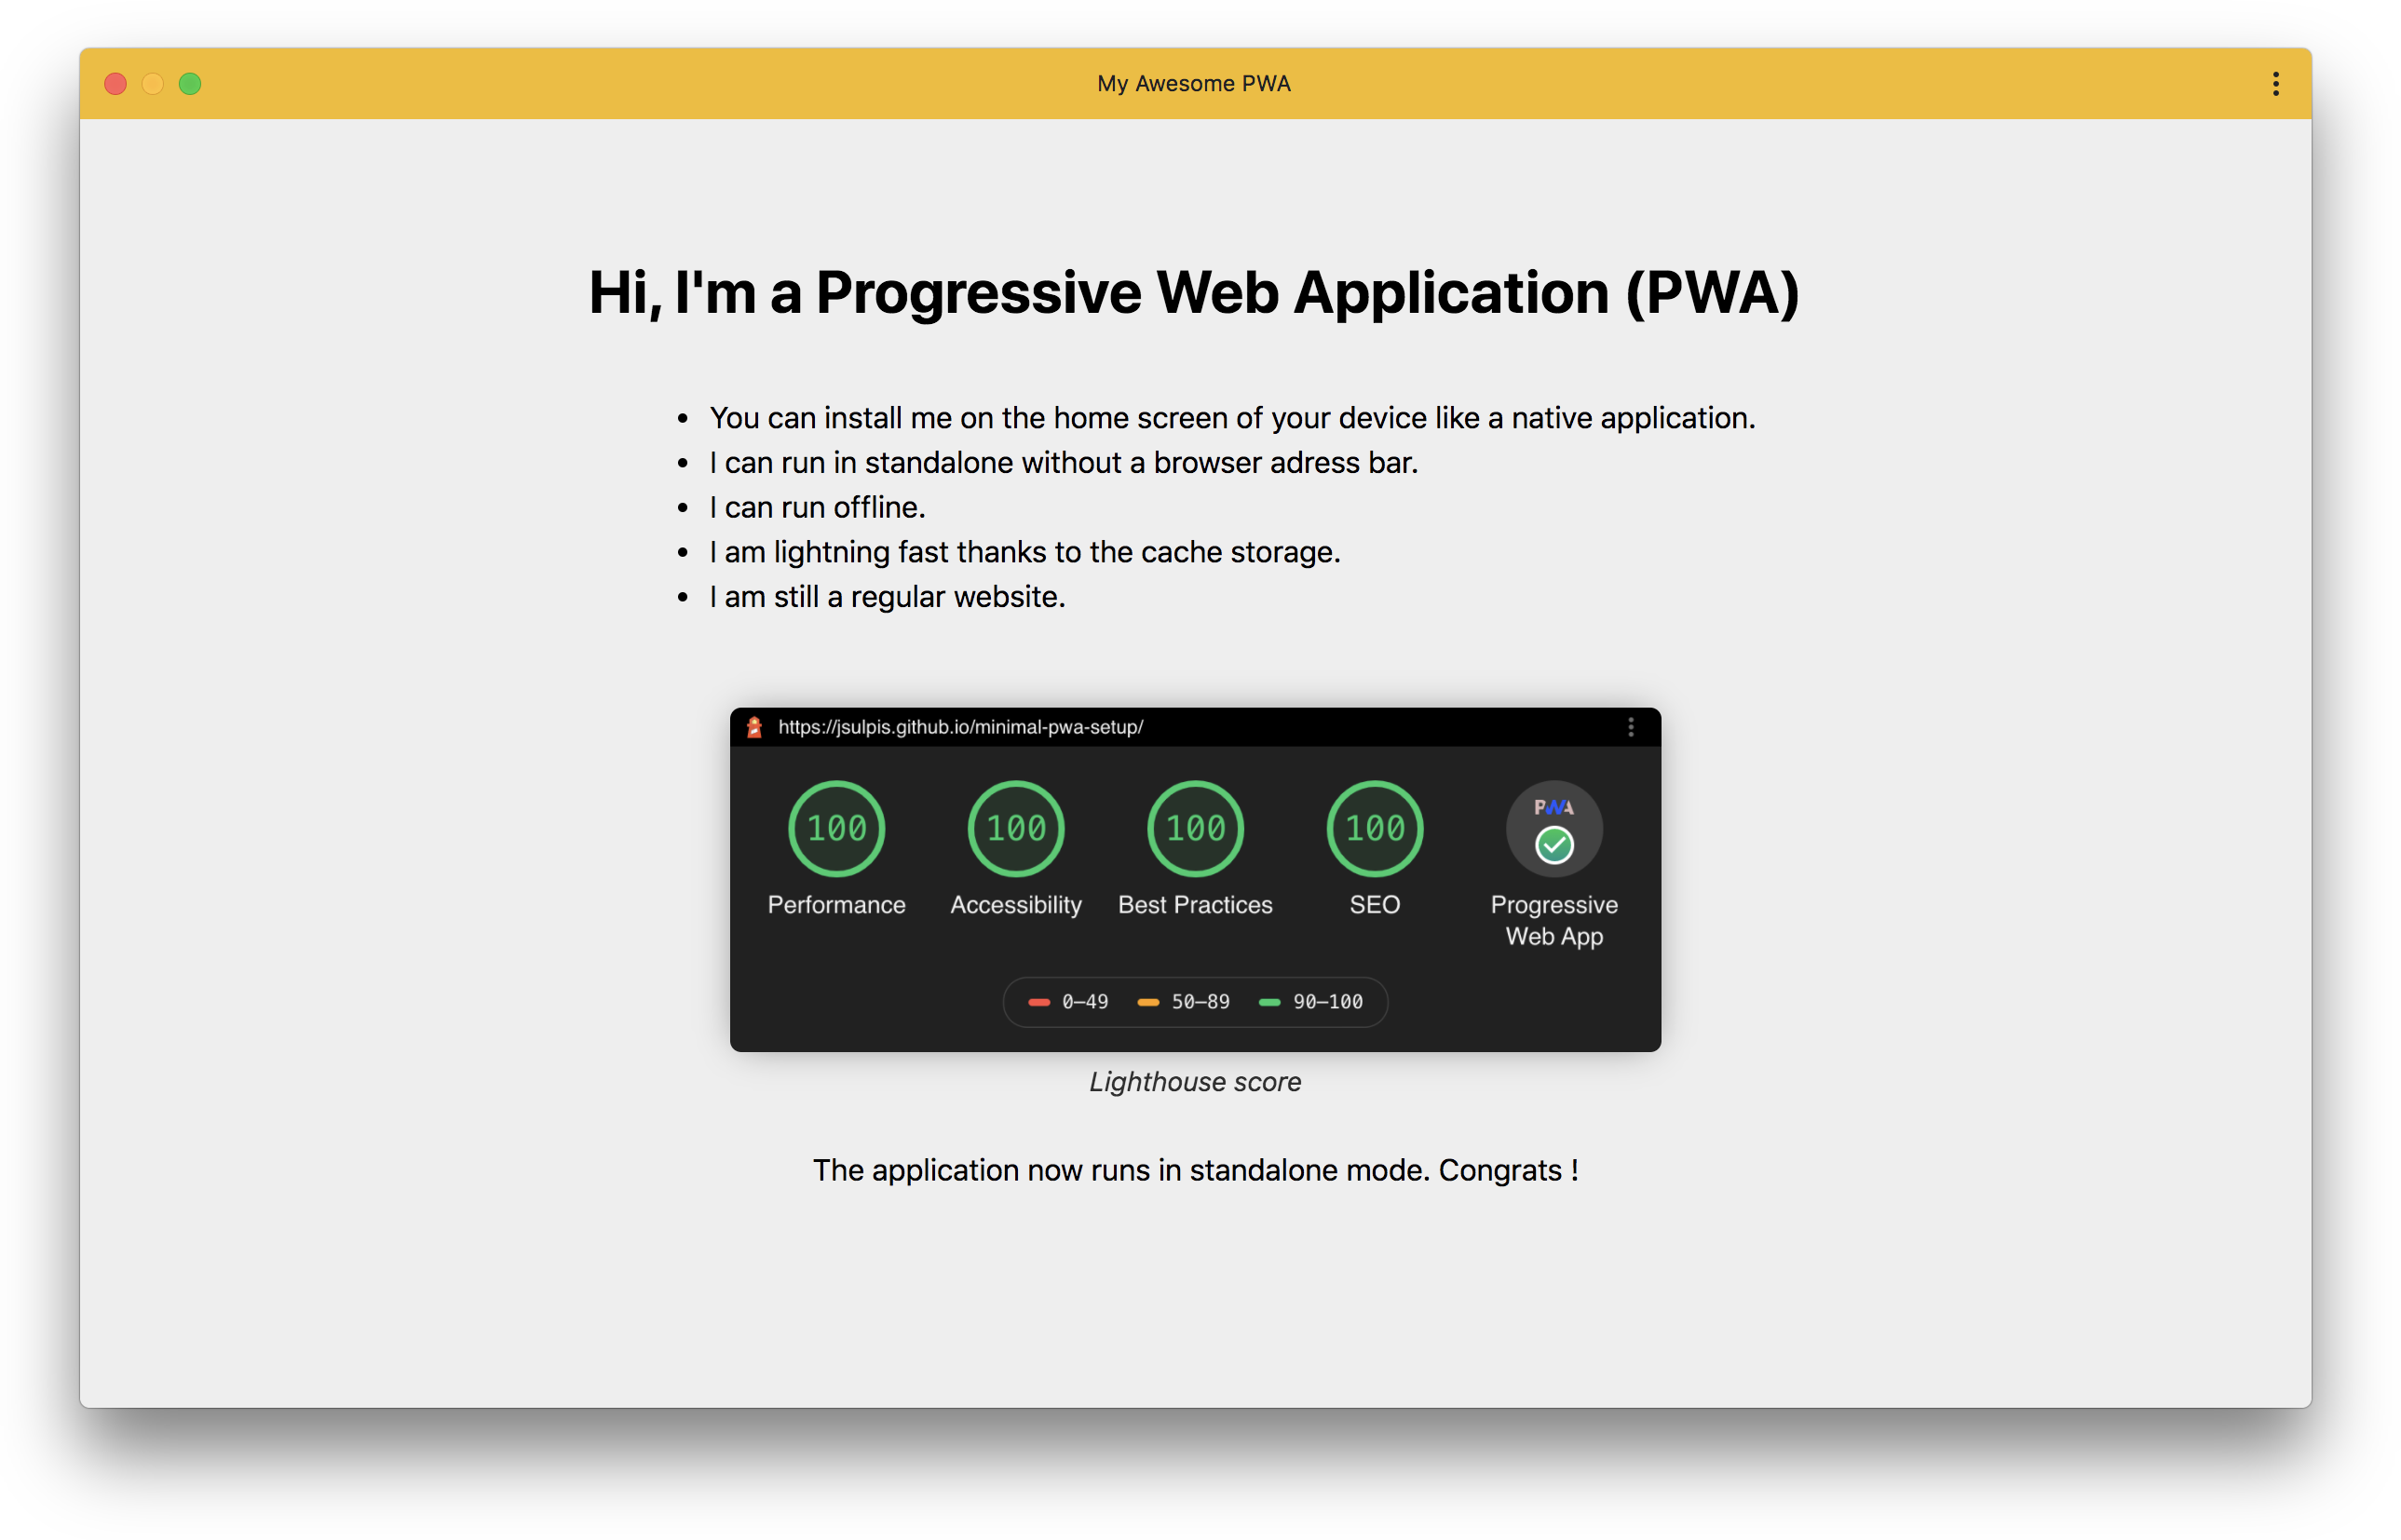 My Awesome PWA
Hi, I'm a Progressive Web Application (PWA)
• You can install me on the home screen of your device like a native application.
• I can run in standalone without a browser adress bar.
• I can run offline.
• I am lightning fast thanks to the cache storage.
• I am still a regular website.
https://jsulpis.github.io/minimal-pwa-setup/
100 100 100 100 PWA
Performance Accessibility Best Practices SEO Progressive
Web App
0–49 50–89 90–100
Lighthouse score
The application now runs in standalone mode. Congrats !